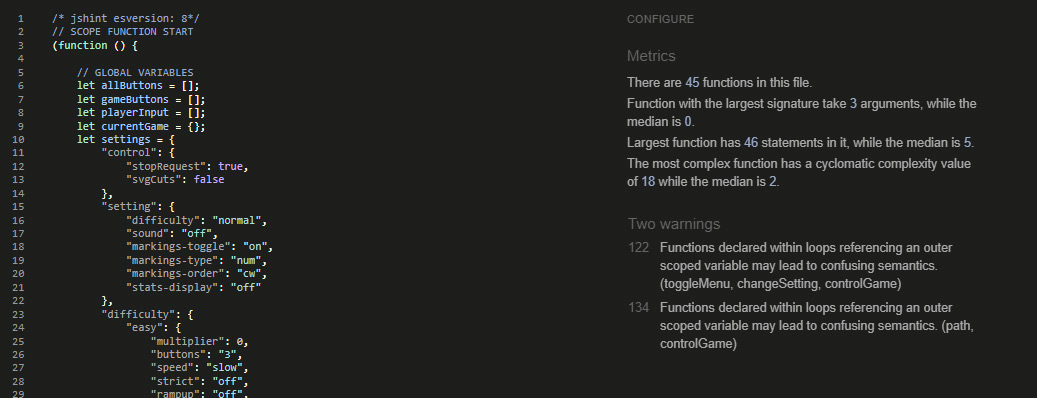 1 /* jshint esversion: 8*/
2 // SCOPE FUNCTION START
3 (function () {
4
5 // GLOBAL VARIABLES
6 let allButtons = [];
7 let gameButtons = [];
8 let playerInput = [];
9 let currentGame = {};
10 let settings = {
11 "control": {
12 "stopRequest": true,
13 "svgCuts": false
14 },
15 "setting": {
16 "difficulty": "normal",
17 "sound": "off",
18 "markings-toggle": "on",
19 "markings-type": "num",
20 "markings-order": "cw",
21 "stats-display": "off"
22 },
23 "difficulty": {
24 "easy": {
25 "multiplier": 0,
26 "buttons": "3",
27 "speed": "slow",
28 "strict": "off",
29 "rampup": "off",
CONFIGURE
Metrics
There are 45 functions in this file.
Function with the largest signature take 3 arguments, while the
median is 0.
Largest function has 46 statements in it, while the median is 5.
The most complex function has a cyclomatic complexity value
of 18 while the median is 2.
Two warnings
122 Functions declared within loops referencing an outer
scoped variable may lead to confusing semantics.
(toggleMenu, changeSetting, controlGame)
134 Functions declared within loops referencing an outer
scoped variable may lead to confusing semantics. (path,
controlGame)